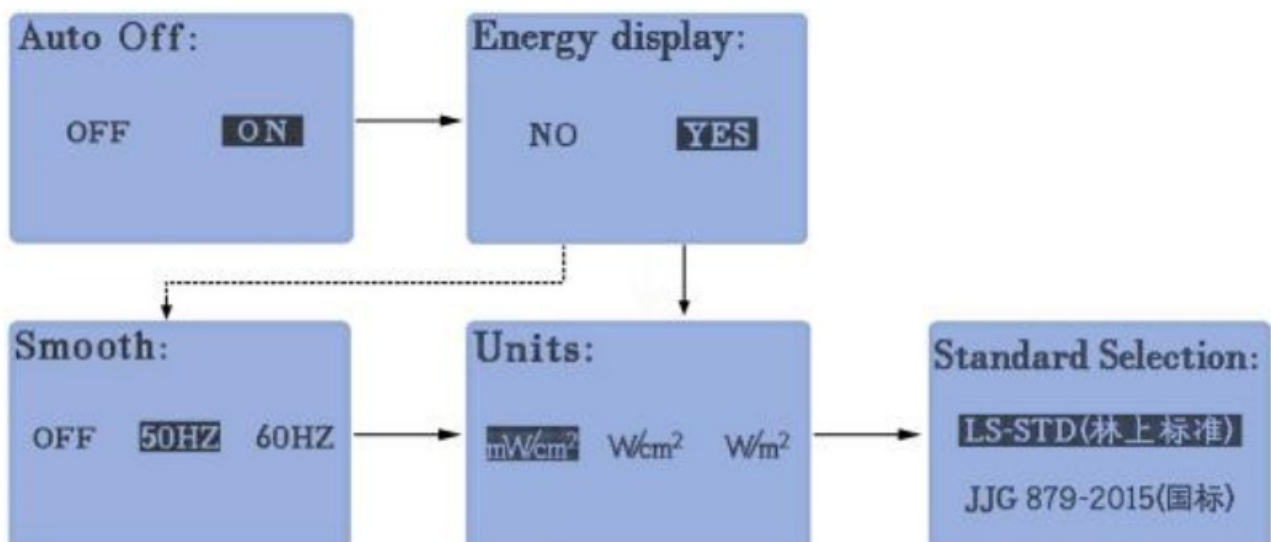 Auto Off:
OFF ON
Energy display:
NO YES
Smooth:
OFF 50HZ 60HZ
Units:
mW/cm² W/cm² W/m²
Standard Selection:
LS-STD(林上标准)
JJG 879-2015(国标)